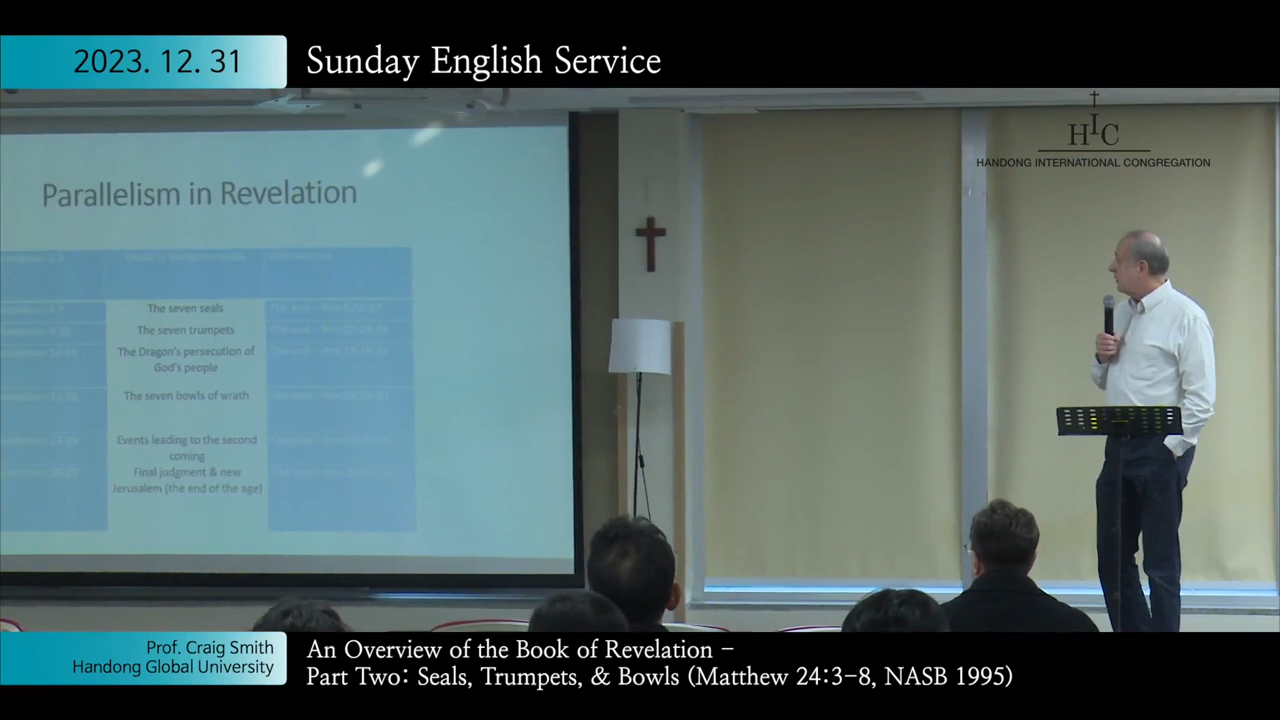 2023. 12. 31
Sunday English Service
HIC
HANDONG INTERNATIONAL CONGREGATION
Parallelism in Revelation
The seven seals
The seven trumpets
The Dragon's persecution of
God's people
The seven bowls of wrath
Events leading to the second
coming
Final judgment & new
Jerusalem (the end of the age)
Prof. Craig Smith
Handong Global University
An Overview of the Book of Revelation –
Part Two: Seals, Trumpets, & Bowls (Matthew 24:3-8, NASB 1995)